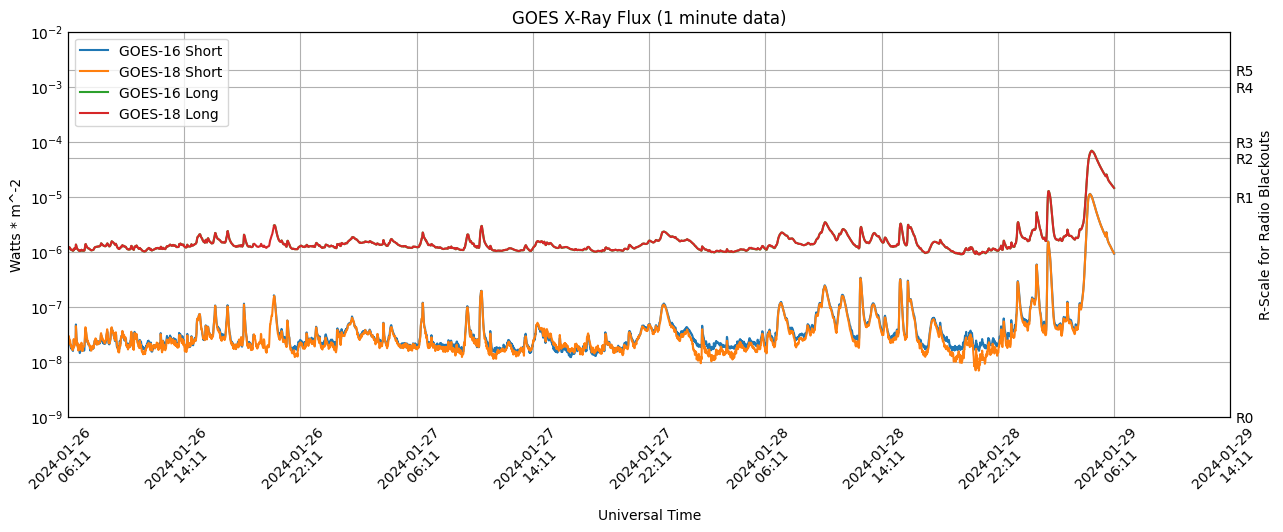 GOES X-Ray Flux (1 minute data)
10^-2
10^-3
10^-4
10^-5
10^-6
10^-7
10^-8
10^-9
Watts * m^-2
GOES-16 Short
GOES-18 Short
GOES-16 Long
GOES-18 Long
R5
R4
R3
R2
R1
R0
R-Scale for Radio Blackouts
2024-01-26
06:11
2024-01-26
14:11
2024-01-26
22:11
2024-01-27
06:11
2024-01-27
14:11
2024-01-27
22:11
2024-01-28
06:11
2024-01-28
14:11
2024-01-28
22:11
2024-01-29
06:11
2024-01-29
14:11
Universal Time